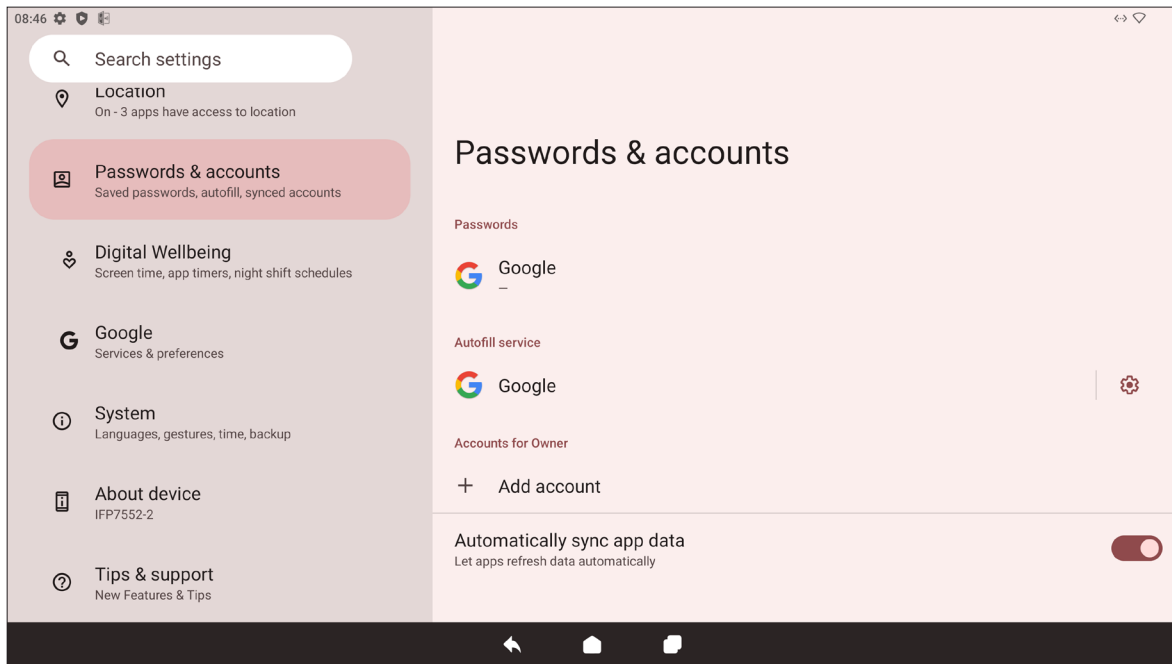 08:46
Search settings
Location
On - 3 apps have access to location
Passwords & accounts
Saved passwords, autofill, synced accounts
Digital Wellbeing
Screen time, app timers, night shift schedules
Google
Services & preferences
System
Languages, gestures, time, backup
About device
IFP7552-2
Tips & support
New Features & Tips
Passwords & accounts
Passwords
Google
–
Autofill service
Google
Accounts for Owner
Add account
Automatically sync app data
Let apps refresh data automatically